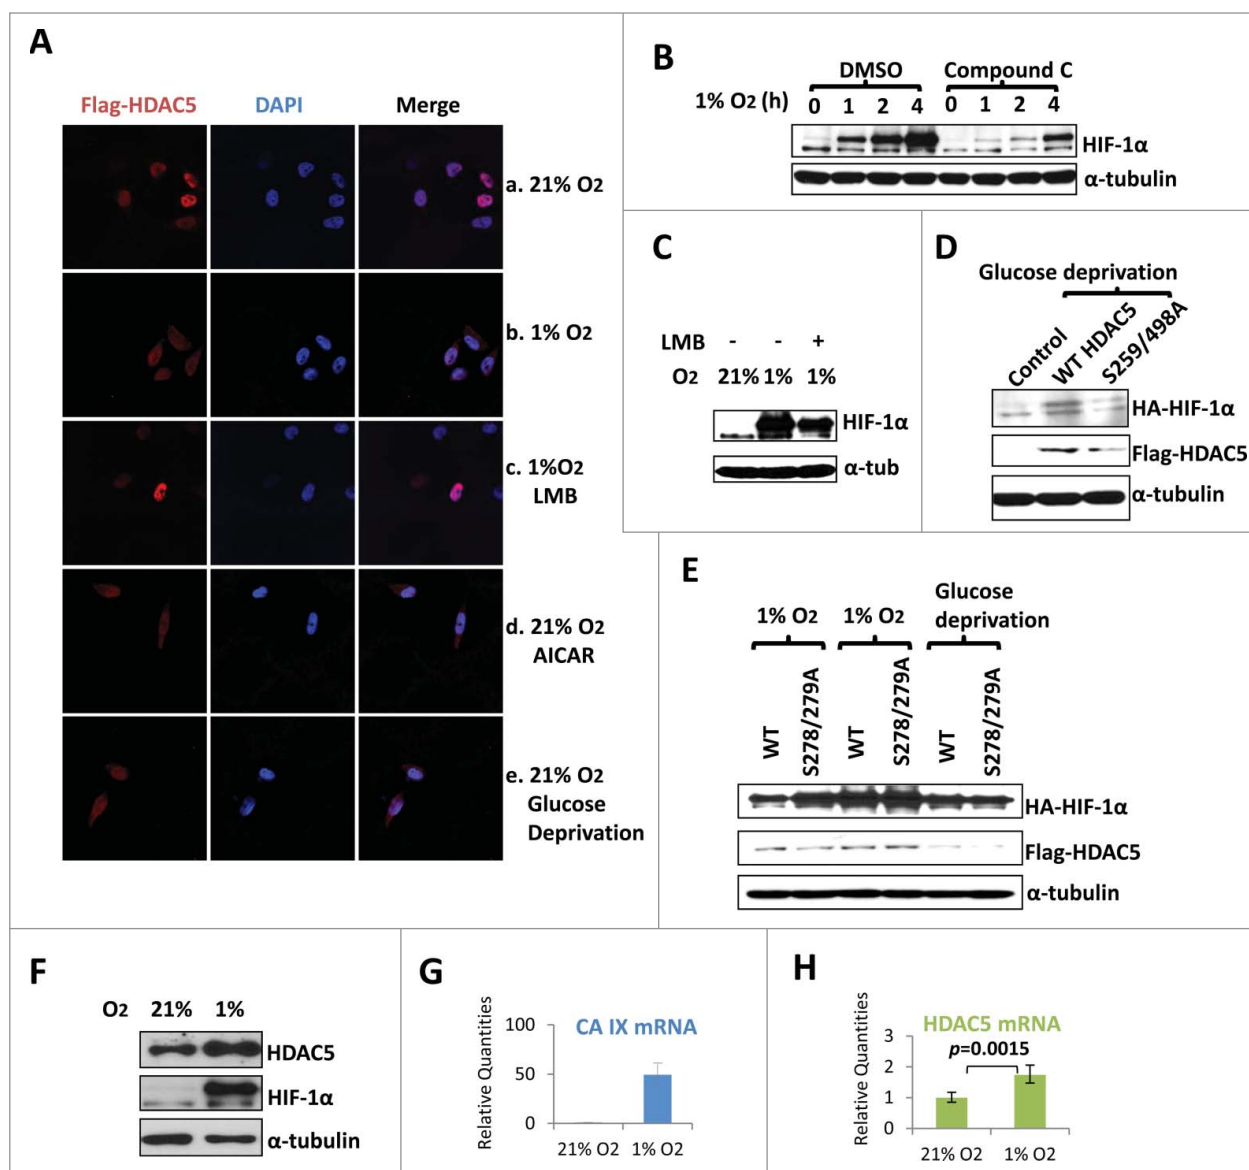 A
Flag-HDAC5 DAPI Merge
a. 21% O2
b. 1% O2
c. 1%O2
LMB
d. 21% O2
AICAR
e. 21% O2
Glucose
Deprivation
B
DMSO Compound C
1% O2 (h) 0 1 2 4 0 1 2 4
HIF-1α
α-tubulin
C
LMB - - +
O2 21% 1% 1%
HIF-1α
α-tub
D
Glucose deprivation
Control WT HDAC5 S259/498A
HA-HIF-1α
Flag-HDAC5
α-tubulin
E
1% O2 1% O2 Glucose
deprivation
WT S278/279A WT S278/279A WT S278/279A
HA-HIF-1α
Flag-HDAC5
α-tubulin
F
O2 21% 1%
HDAC5
HIF-1α
α-tubulin
G
CA IX mRNA
Relative Quantities
100
50
0
21% O2 1% O2
H
HDAC5 mRNA
p=0.0015
Relative Quantities
3
2
1
0
21% O2 1% O2